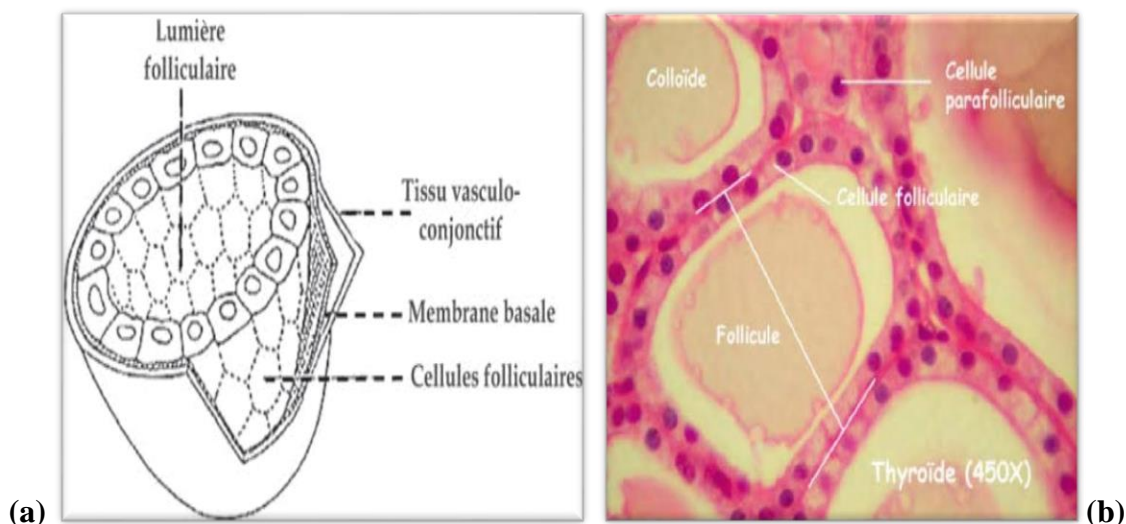 Lumière
folliculaire
Tissu vasculo-
conjonctif
Membrane basale
Cellules folliculaires
(a)
Colloïde
Cellule
parafolliculaire
Cellule folliculaire
Follicule
Thyroïde (450X)
(b)